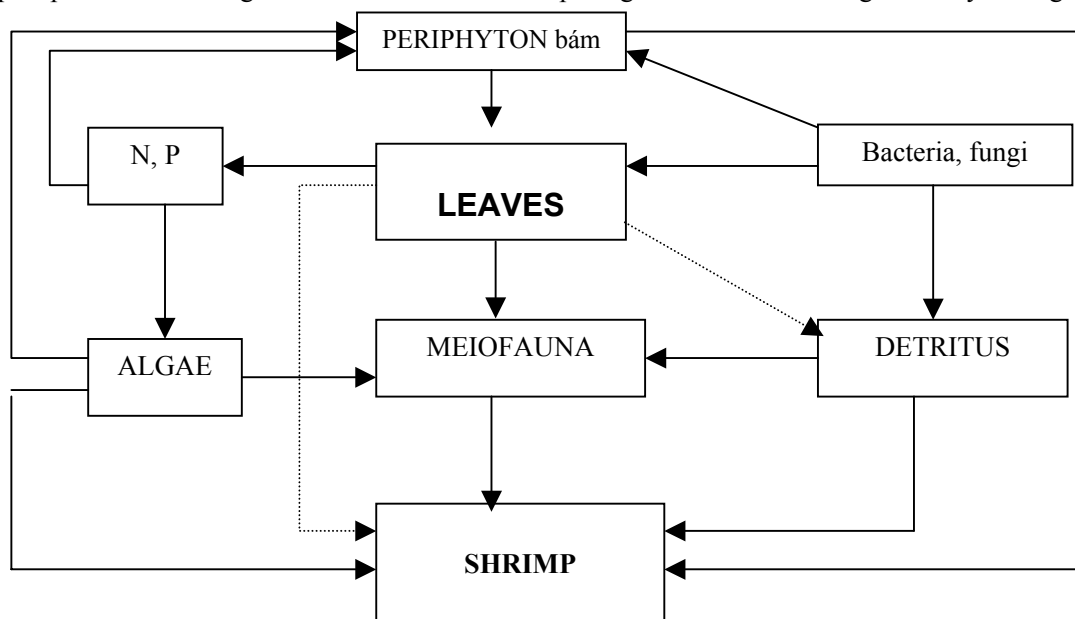 PERIPHYTON bám
N, P
Bacteria, fungi
LEAVES
MEIOFAUNA
DETRITUS
ALGAE
SHRIMP